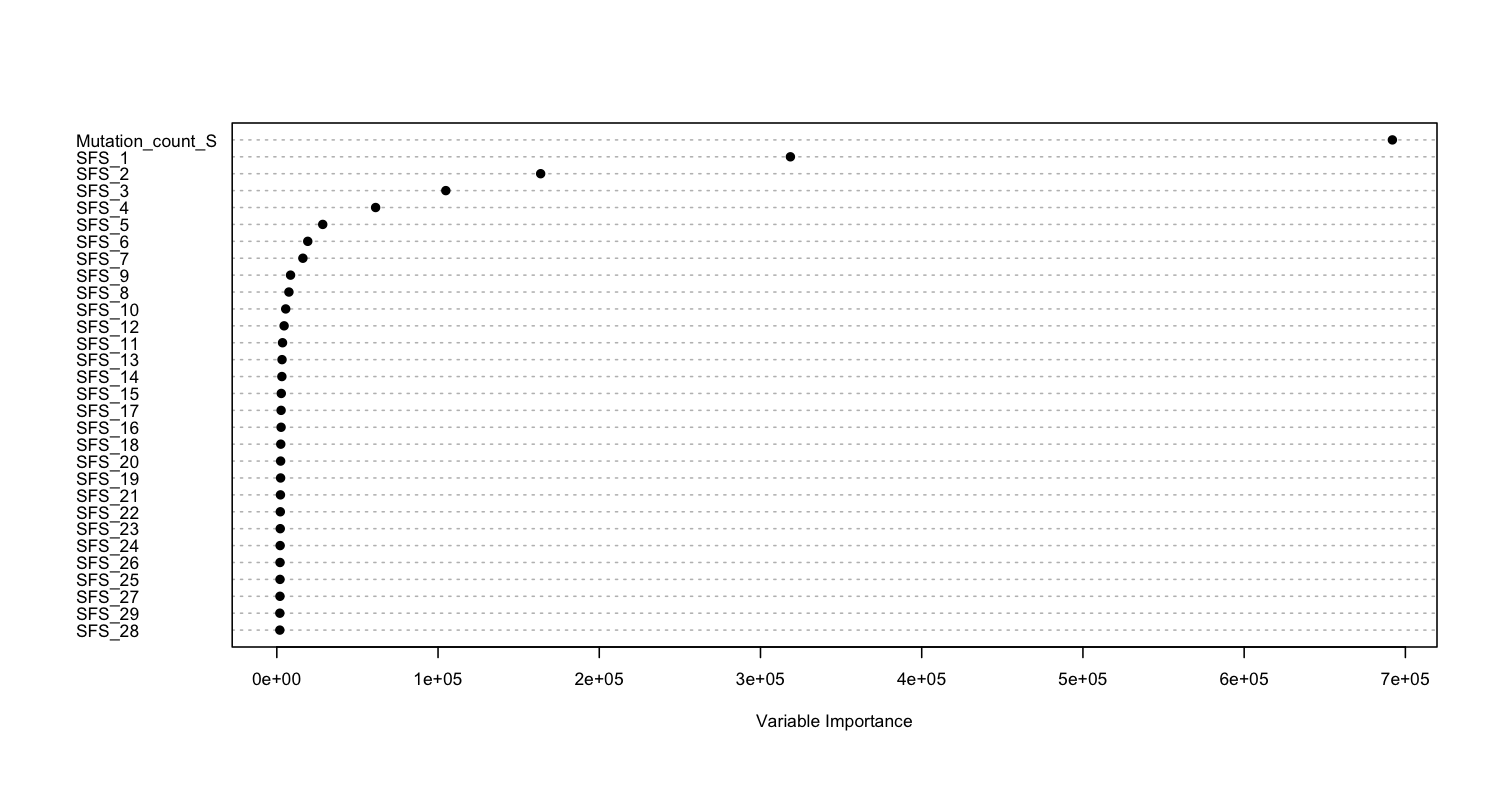 Mutation_count_S
SFS_1
SFS_2
SFS_3
SFS_4
SFS_5
SFS_6
SFS_7
SFS_9
SFS_8
SFS_10
SFS_12
SFS_11
SFS_13
SFS_14
SFS_15
SFS_17
SFS_16
SFS_18
SFS_20
SFS_19
SFS_21
SFS_22
SFS_23
SFS_24
SFS_26
SFS_25
SFS_27
SFS_29
SFS_28
0e+00 1e+05 2e+05 3e+05 4e+05 5e+05 6e+05 7e+05
Variable Importance